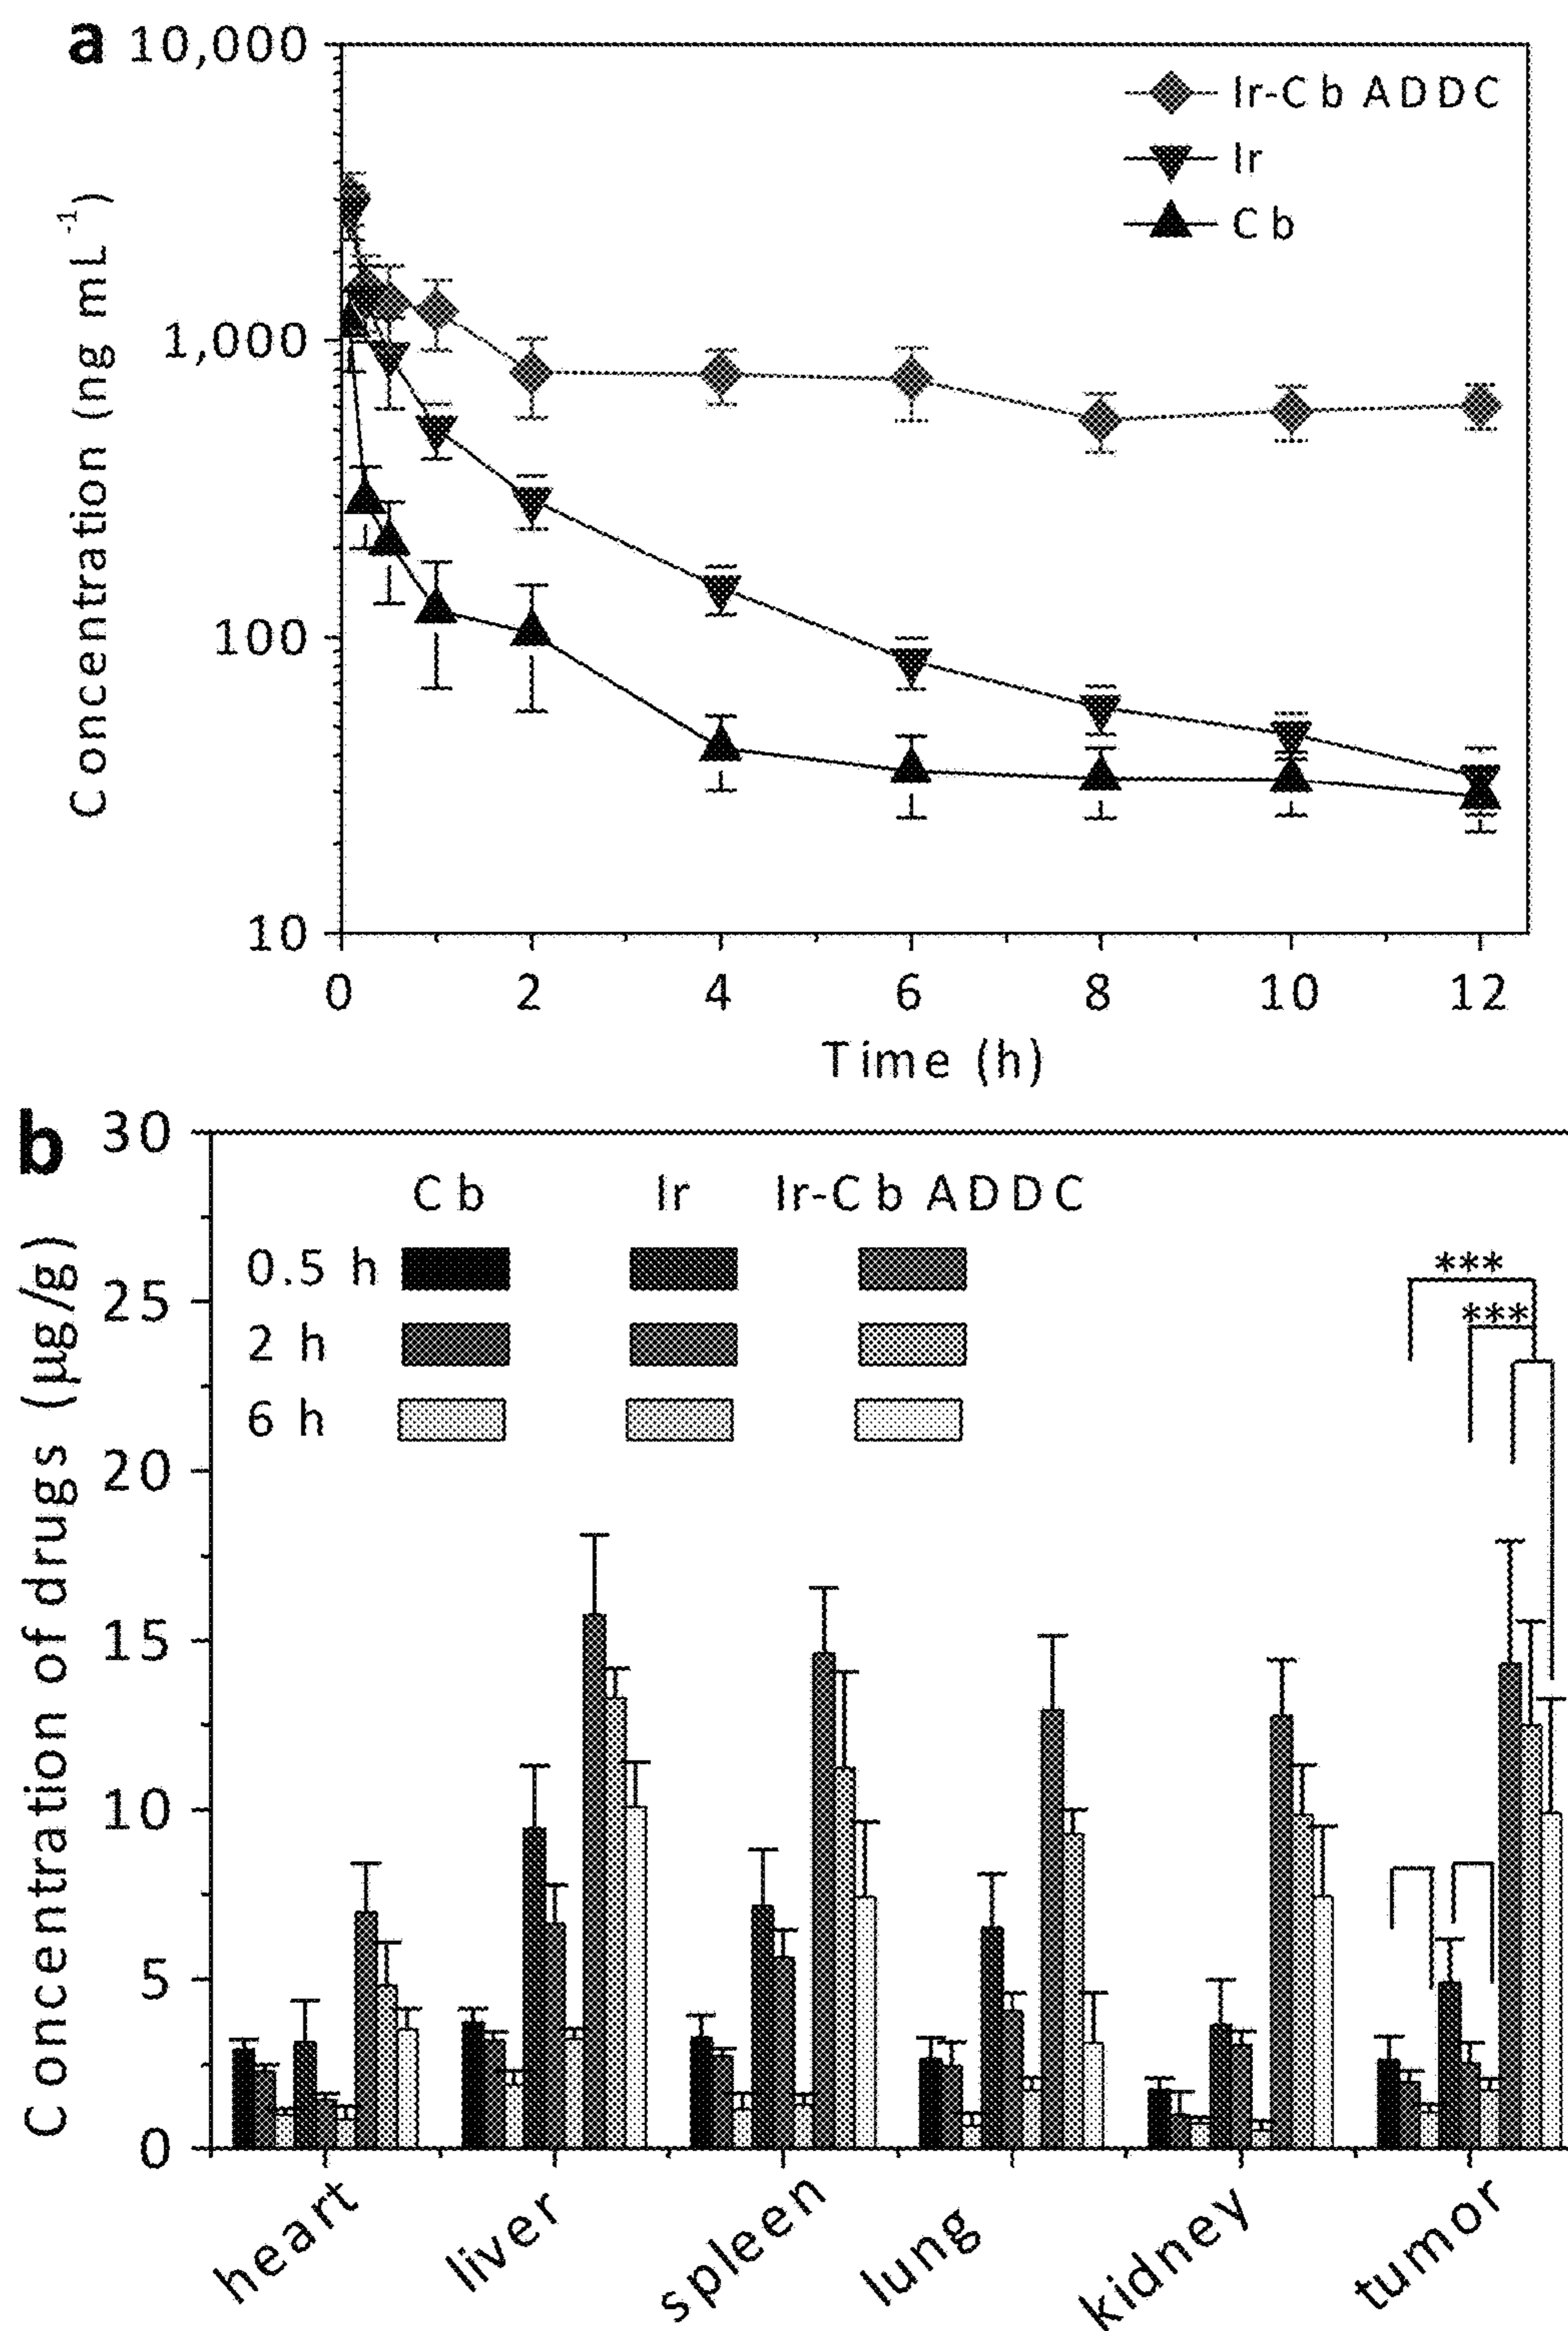 a
10,000
1,000
100
10
Concentration (ng mL⁻¹)
Ir-Cb ADDC
Ir
Cb
0 2 4 6 8 10 12
Time (h)
b
30
25
20
15
10
5
0
Concentration of drugs (µg/g)
Cb Ir Ir-Cb ADDC
0.5 h
2 h
6 h
***
***
heart liver spleen lung kidney tumor